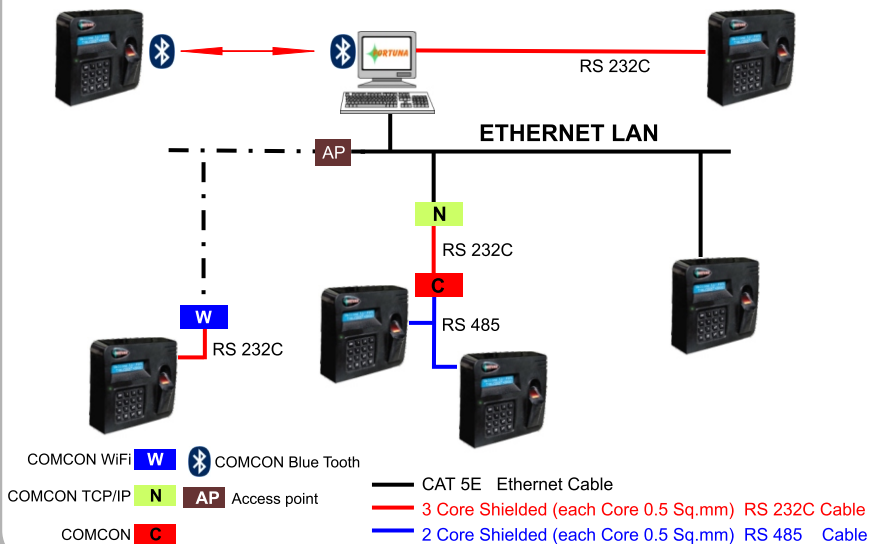 FORTUNA
RS 232C
ETHERNET LAN
AP
N
RS 232C
C
RS 485
W
RS 232C
COMCON WiFi W
COMCON Blue Tooth
COMCON TCP/IP N
AP Access point
COMCON C
CAT 5E Ethernet Cable
3 Core Shielded (each Core 0.5 Sq.mm) RS 232C Cable
2 Core Shielded (each Core 0.5 Sq.mm) RS 485 Cable